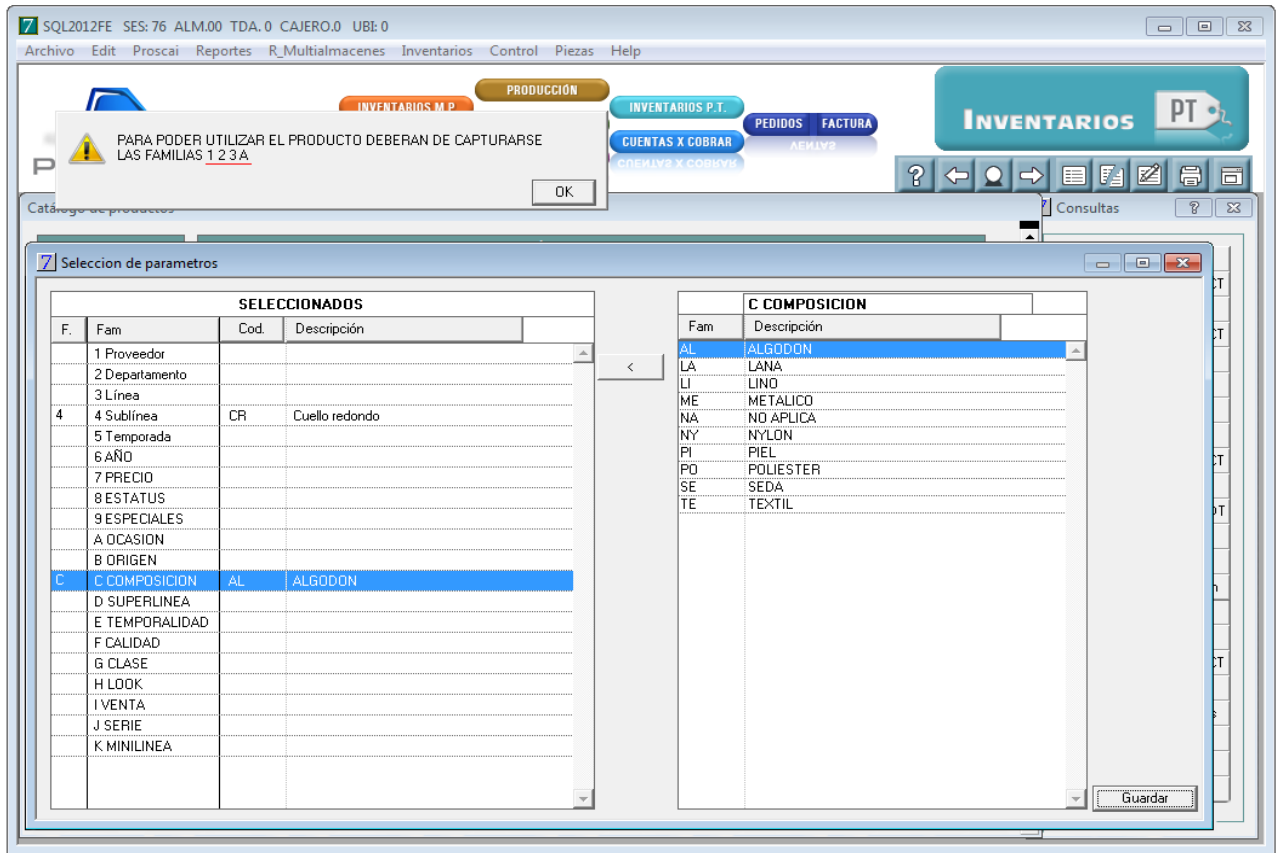 SQL2012FE SES: 76 ALM.00 TDA. 0 CAJERO.0 UBI: 0
Archivo Edit Proscai Reportes R_Multialmacenes Inventarios Control Piezas Help
PRODUCCIÓN
INVENTARIOS M.P.
INVENTARIOS P.T.
PEDIDOS FACTURA
CUENTAS X COBRAR
VENTAS
CUENTAS X COBRAR
INVENTARIOS PT
PARA PODER UTILIZAR EL PRODUCTO DEBERAN DE CAPTURARSE
LAS FAMILIAS 1 2 3 A
OK
Catálogo de productos
Consultas
Seleccion de parametros
SELECCIONADOS
F. Fam Cod. Descripción
1 Proveedor
2 Departamento
3 Línea
4 4 Sublínea CR Cuello redondo
5 Temporada
6 AÑO
7 PRECIO
8 ESTATUS
9 ESPECIALES
A OCASION
B ORIGEN
C C COMPOSICION AL ALGODON
D SUPERLINEA
E TEMPORALIDAD
F CALIDAD
G CLASE
H LOOK
I VENTA
J SERIE
K MINILINEA
<
C COMPOSICION
Fam Descripción
AL ALGODON
LA LANA
LI LINO
ME METALICO
NA NO APLICA
NY NYLON
PI PIEL
PO POLIESTER
SE SEDA
TE TEXTIL
Guardar